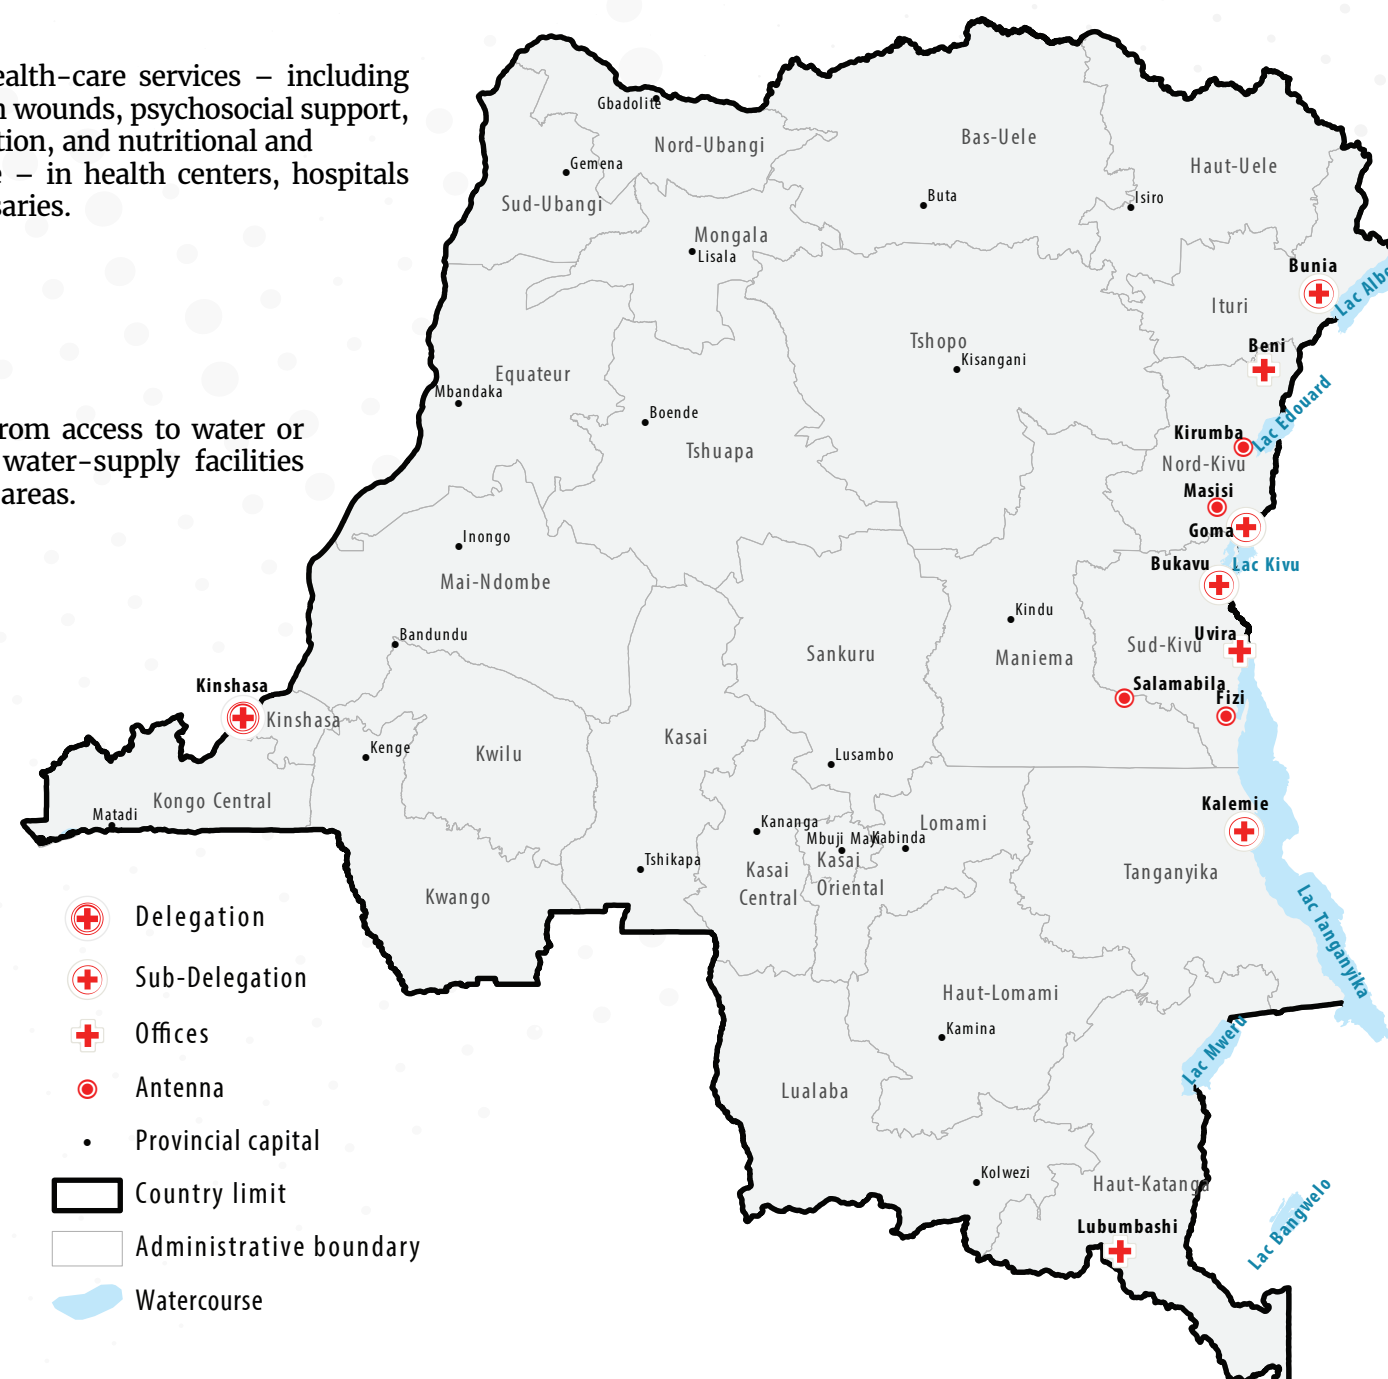 ealth-care services – including
n wounds, psychosocial support,
tion, and nutritional and
e – in health centers, hospitals
saries.
rom access to water or
water-supply facilities
areas.
Gbadolite
Nord-Ubangi
Bas-Uele
Haut-Uele
Gemena
Sud-Ubangi
Buta
Isiro
Mongala
Lisala
Bunia
Lac Albe
Ituri
Tshopo
Kisangani
Beni
Equateur
Mbandaka
Boende
Tshuapa
Lac Edouard
Kirumba
Nord-Kivu
Masisi
Goma
Inongo
Mai-Ndombe
Bukavu
Lac Kivu
Kindu
Maniema
Bandundu
Sankuru
Sud-Kivu
Uvira
Salamabila
Fizi
Kinshasa
Kinshasa
Kenge
Kwilu
Kasai
Lusambo
Kongo Central
Matadi
Kananga
Mbuji Mayi
Kabinda
Lomami
Kalemie
Tshikapa
Kasai
Central
Kasai
Oriental
Tanganyika
Kwango
Lac Tanganyika
Haut-Lomami
Kamina
Lac Mweru
Lualaba
Kolwezi
Haut-Katanga
Lubumbashi
Lac Bangwelo
Delegation
Sub-Delegation
Offices
Antenna
Provincial capital
Country limit
Administrative boundary
Watercourse